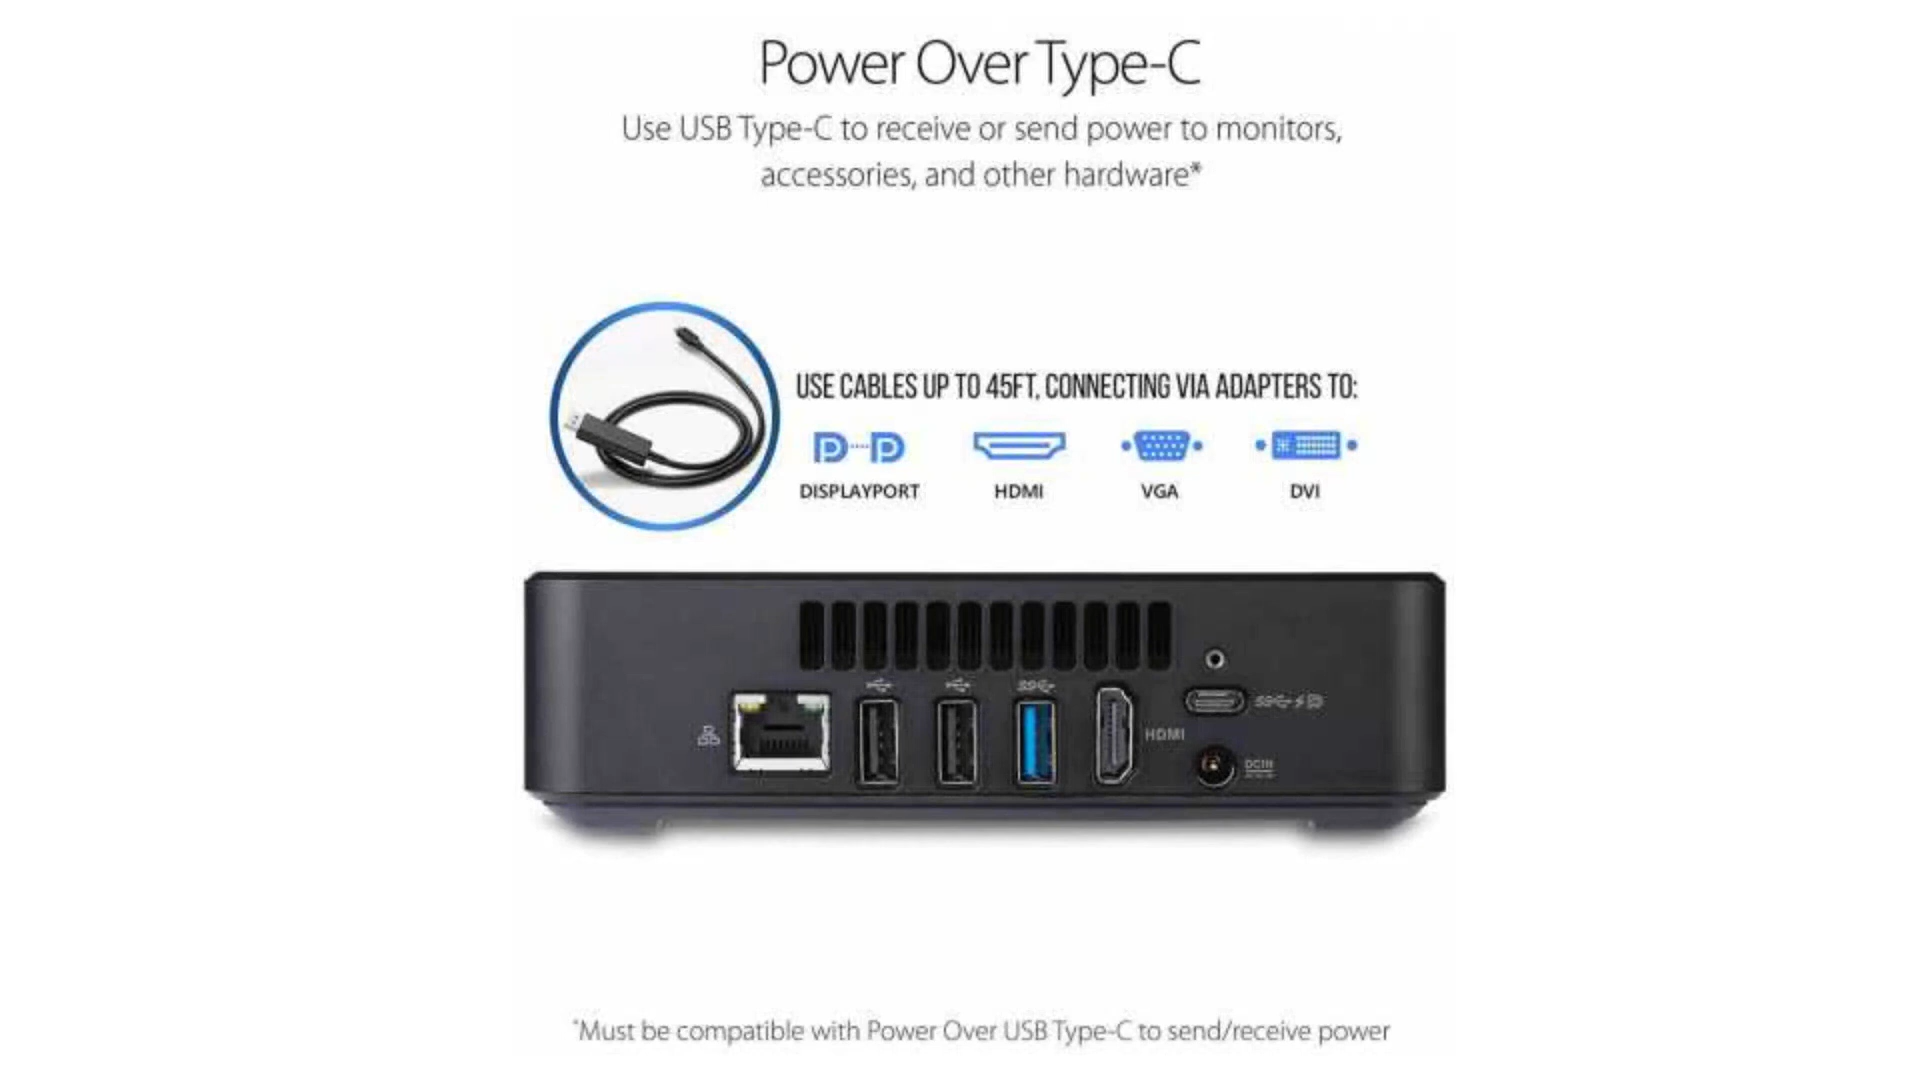 Power Over Type-C
Use USB Type-C to receive or send power to monitors,
accessories, and other hardware*
USE CABLES UP TO 45FT, CONNECTING VIA ADAPTERS TO:
DISPLAYPORT HDMI VGA DVI
HDMI
DC IN
*Must be compatible with Power Over USB Type-C to send/receive power